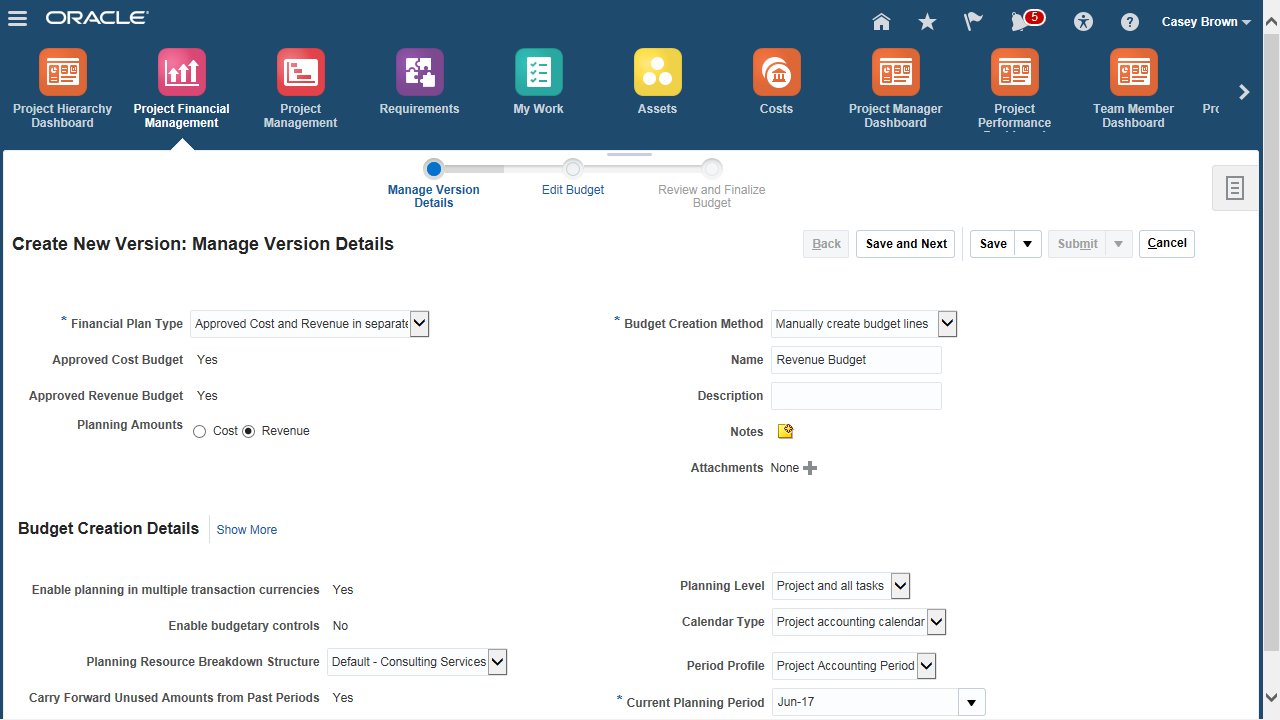 ORACLE®
5
Casey Brown
Project Hierarchy Dashboard
Project Financial Management
Project Management
Requirements
My Work
Assets
Costs
Project Manager Dashboard
Project Performance
Team Member Dashboard
Manage Version Details
Edit Budget
Review and Finalize Budget
Create New Version: Manage Version Details
Back
Save and Next
Save
Submit
Cancel
* Financial Plan Type Approved Cost and Revenue in separate
Approved Cost Budget Yes
Approved Revenue Budget Yes
Planning Amounts Cost Revenue
* Budget Creation Method Manually create budget lines
Name Revenue Budget
Description
Notes
Attachments None
Budget Creation Details Show More
Enable planning in multiple transaction currencies Yes
Enable budgetary controls No
Planning Resource Breakdown Structure Default - Consulting Services
Carry Forward Unused Amounts from Past Periods Yes
Planning Level Project and all tasks
Calendar Type Project accounting calendar
Period Profile Project Accounting Period
* Current Planning Period Jun-17